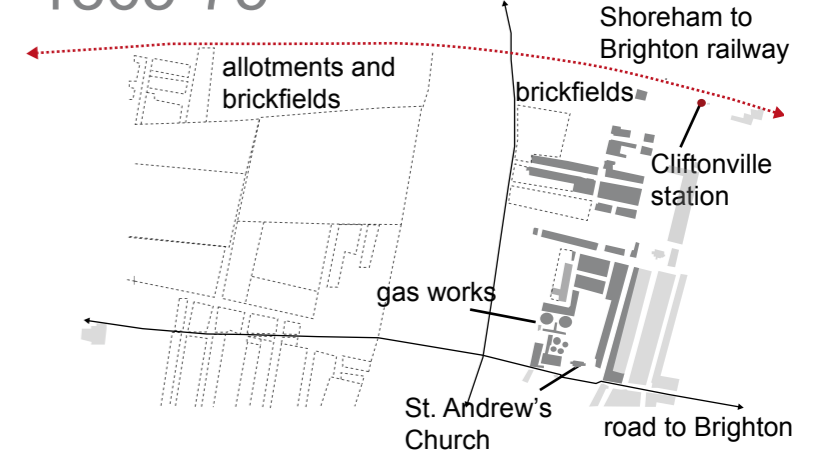 Shoreham to
Brighton railway
allotments and
brickfields
brickfields
Cliftonville
station
gas works
St. Andrew's
Church
road to Brighton